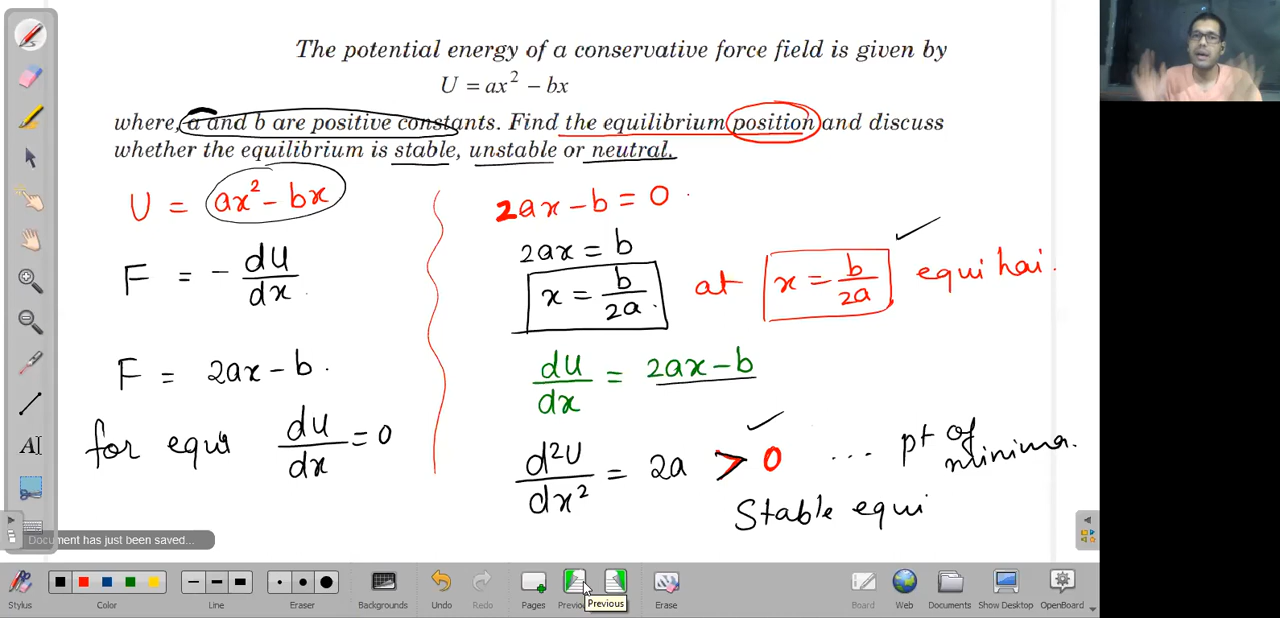 The potential energy of a conservative force field is given by
U = ax² − bx
where, a and b are positive constants. Find the equilibrium position and discuss
whether the equilibrium is stable, unstable or neutral.
U = ax² − bx
F = − dU/dx
F = 2ax − b.
for equi dU/dx = 0
2ax − b = 0
2ax = b
x = b/2a. at x = b/2a, equi hai.
dU/dx = 2ax − b
d²U/dx² = 2a > 0 ... pt of minima.
Stable equi
Document has just been saved...
Stylus Color Line Eraser Backgrounds Undo Redo Pages Previous Erase Board Web Documents Show Desktop OpenBoard
Previous